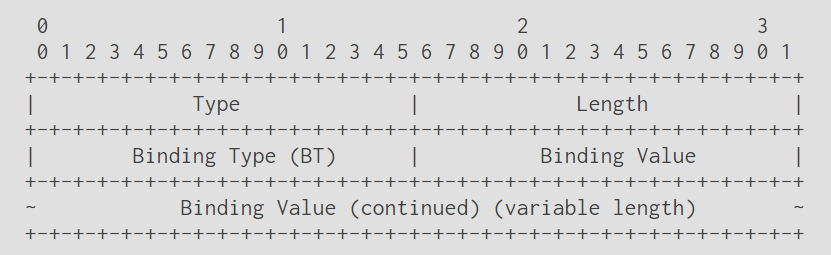 0                   1                   2                   3
 0 1 2 3 4 5 6 7 8 9 0 1 2 3 4 5 6 7 8 9 0 1 2 3 4 5 6 7 8 9 0 1
+-+-+-+-+-+-+-+-+-+-+-+-+-+-+-+-+-+-+-+-+-+-+-+-+-+-+-+-+-+-+-+-+
|             Type              |             Length            |
+-+-+-+-+-+-+-+-+-+-+-+-+-+-+-+-+-+-+-+-+-+-+-+-+-+-+-+-+-+-+-+-+
|        Binding Type (BT)      |          Binding Value        |
+-+-+-+-+-+-+-+-+-+-+-+-+-+-+-+-+-+-+-+-+-+-+-+-+-+-+-+-+-+-+-+-+
~            Binding Value (continued) (variable length)        ~
+-+-+-+-+-+-+-+-+-+-+-+-+-+-+-+-+-+-+-+-+-+-+-+-+-+-+-+-+-+-+-+-+